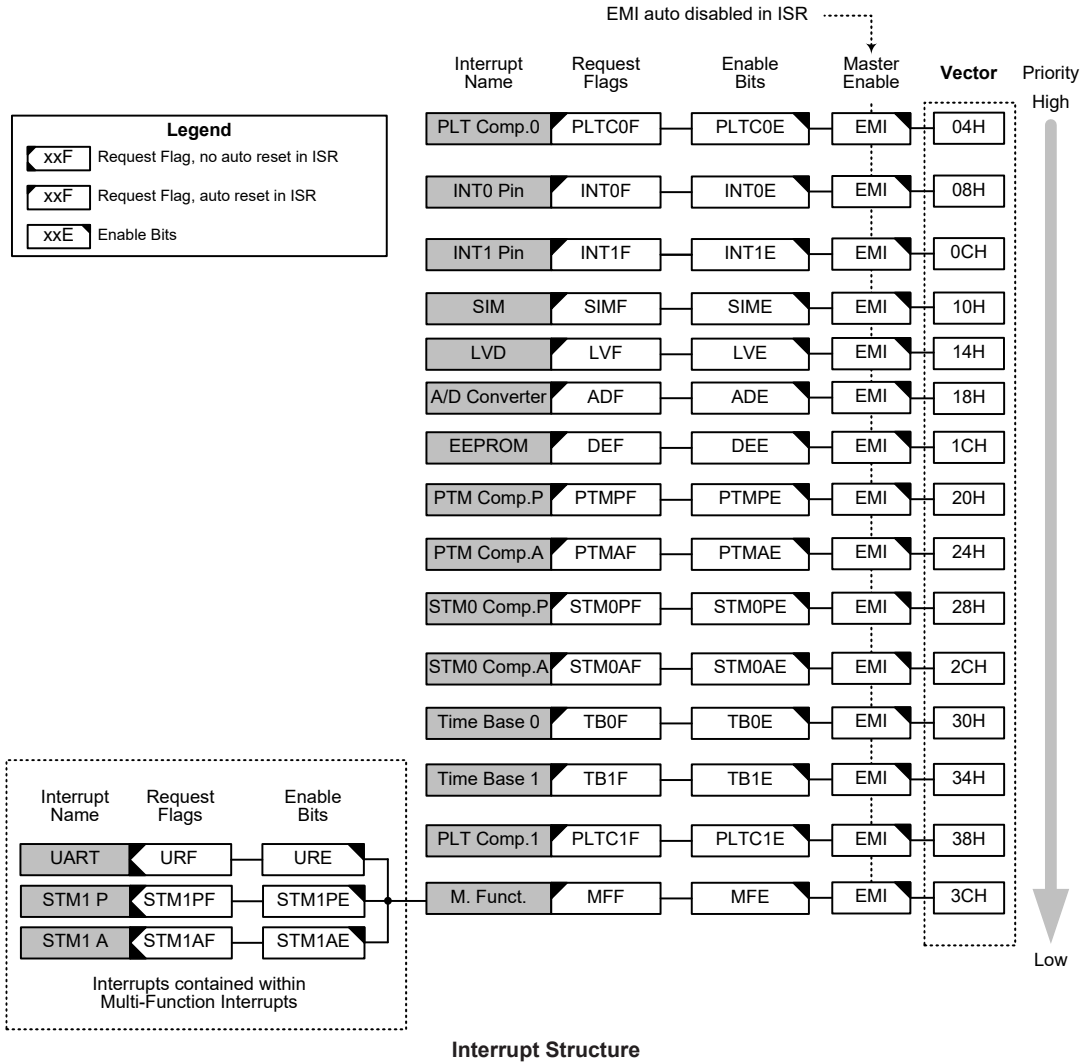 EMI auto disabled in ISR
Interrupt Name Request Flags Enable Bits Master Enable Vector Priority
High
Legend
xxF Request Flag, no auto reset in ISR
xxF Request Flag, auto reset in ISR
xxE Enable Bits
PLT Comp.0 PLTC0F PLTC0E EMI 04H
INT0 Pin INT0F INT0E EMI 08H
INT1 Pin INT1F INT1E EMI 0CH
SIM SIMF SIME EMI 10H
LVD LVF LVE EMI 14H
A/D Converter ADF ADE EMI 18H
EEPROM DEF DEE EMI 1CH
PTM Comp.P PTMPF PTMPE EMI 20H
PTM Comp.A PTMAF PTMAE EMI 24H
STM0 Comp.P STM0PF STM0PE EMI 28H
STM0 Comp.A STM0AF STM0AE EMI 2CH
Time Base 0 TB0F TB0E EMI 30H
Time Base 1 TB1F TB1E EMI 34H
PLT Comp.1 PLTC1F PLTC1E EMI 38H
M. Funct. MFF MFE EMI 3CH
Low
Interrupt Name Request Flags Enable Bits
UART URF URE
STM1 P STM1PF STM1PE
STM1 A STM1AF STM1AE
Interrupts contained within
Multi-Function Interrupts
Interrupt Structure